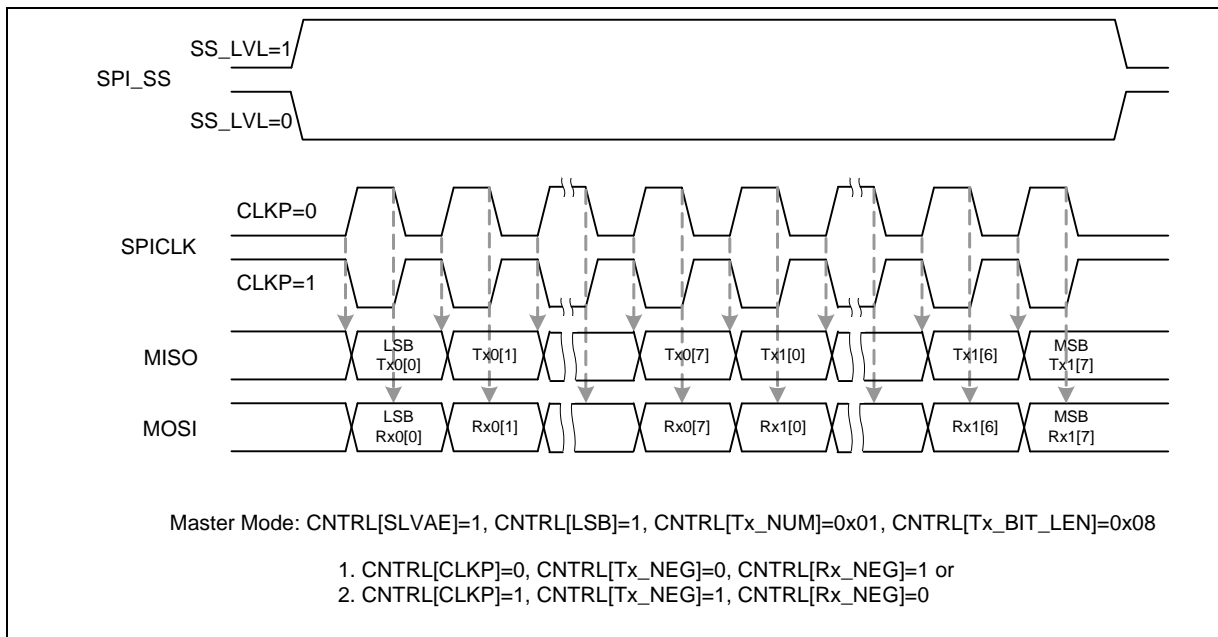 SS_LVL=1
SPI_SS
SS_LVL=0
CLKP=0
SPICLK
CLKP=1
MISO
LSB
Tx0[0]
Tx0[1]
Tx0[7]
Tx1[0]
Tx1[6]
MSB
Tx1[7]
MOSI
LSB
Rx0[0]
Rx0[1]
Rx0[7]
Rx1[0]
Rx1[6]
MSB
Rx1[7]
Master Mode: CNTRL[SLVAE]=1, CNTRL[LSB]=1, CNTRL[Tx_NUM]=0x01, CNTRL[Tx_BIT_LEN]=0x08
1. CNTRL[CLKP]=0, CNTRL[Tx_NEG]=0, CNTRL[Rx_NEG]=1 or
2. CNTRL[CLKP]=1, CNTRL[Tx_NEG]=1, CNTRL[Rx_NEG]=0